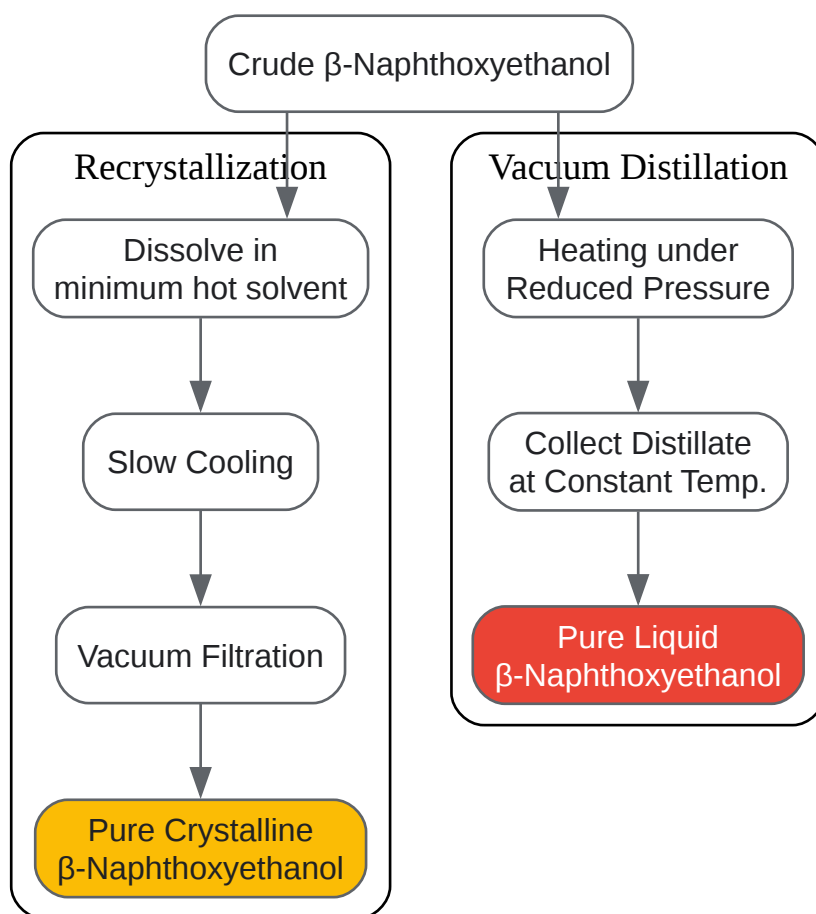 Crude β-Naphthoxyethanol
Recrystallization
Dissolve in
minimum hot solvent
Slow Cooling
Vacuum Filtration
Pure Crystalline
β-Naphthoxyethanol
Vacuum Distillation
Heating under
Reduced Pressure
Collect Distillate
at Constant Temp.
Pure Liquid
β-Naphthoxyethanol